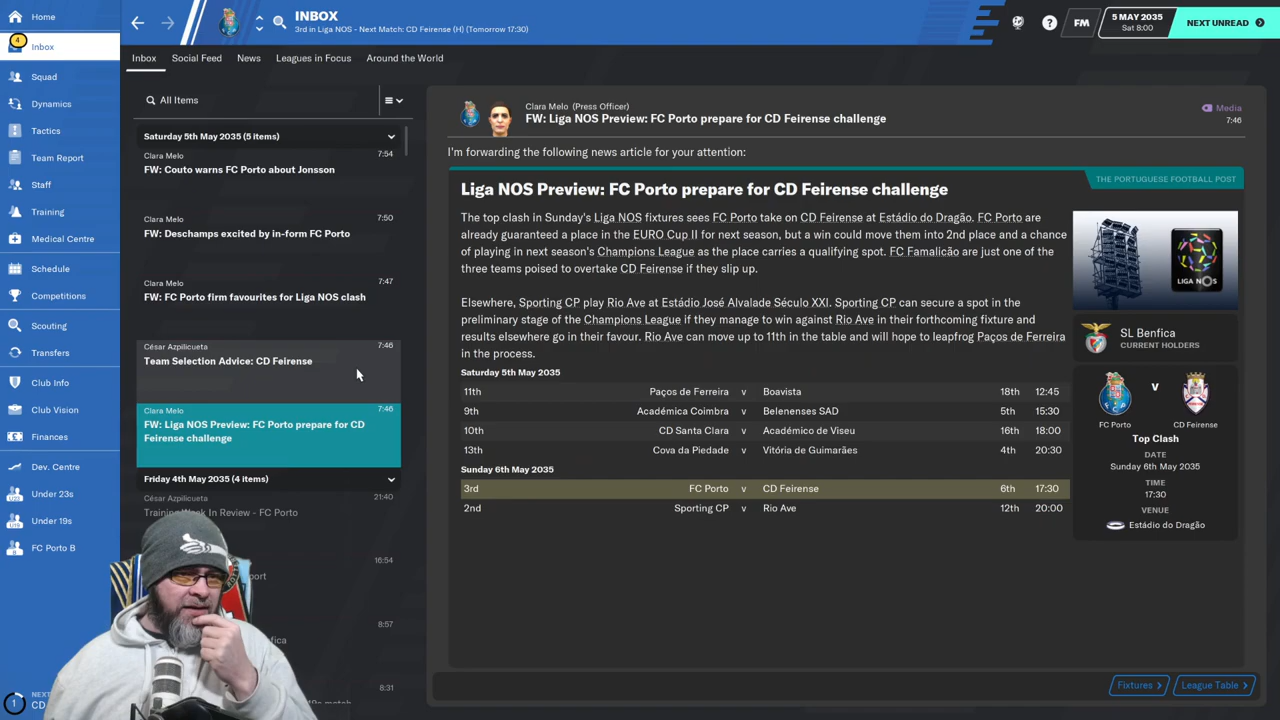 Home
4
Inbox
Squad
Dynamics
Tactics
Team Report
Staff
Training
Medical Centre
Schedule
Competitions
Scouting
Transfers
Club Info
Club Vision
Finances
Dev. Centre
Under 23s
Under 19s
FC Porto B
1
NEX
CD
INBOX
3rd in Liga NOS - Next Match: CD Feirense (H) (Tomorrow 17:30)
?
FM
5 MAY 2035
Sat 8:00
NEXT UNREAD
Inbox
Social Feed
News
Leagues in Focus
Around the World
All Items
Saturday 5th May 2035 (5 items)
Clara Melo
7:54
FW: Couto warns FC Porto about Jonsson
Clara Melo
7:50
FW: Deschamps excited by in-form FC Porto
Clara Melo
7:47
FW: FC Porto firm favourites for Liga NOS clash
César Azpilicueta
7:46
Team Selection Advice: CD Feirense
Clara Melo
7:46
FW: Liga NOS Preview: FC Porto prepare for CD
Feirense challenge
Friday 4th May 2035 (4 items)
César Azpilicueta
21:40
Training Week In Review - FC Porto
16:54
port
8:57
nfica
8:31
match
Clara Melo (Press Officer)
FW: Liga NOS Preview: FC Porto prepare for CD Feirense challenge
Media
7:46
I'm forwarding the following news article for your attention:
THE PORTUGUESE FOOTBALL POST
Liga NOS Preview: FC Porto prepare for CD Feirense challenge
The top clash in Sunday's Liga NOS fixtures sees FC Porto take on CD Feirense at Estádio do Dragão. FC Porto are
already guaranteed a place in the EURO Cup II for next season, but a win could move them into 2nd place and a chance
of playing in next season's Champions League as the place carries a qualifying spot. FC Famalicão are just one of the
three teams poised to overtake CD Feirense if they slip up.
Elsewhere, Sporting CP play Rio Ave at Estádio José Alvalade Século XXI. Sporting CP can secure a spot in the
preliminary stage of the Champions League if they manage to win against Rio Ave in their forthcoming fixture and
results elsewhere go in their favour. Rio Ave can move up to 11th in the table and will hope to leapfrog Paços de Ferreira
in the process.
Saturday 5th May 2035
11th Paços de Ferreira v Boavista 18th 12:45
9th Académica Coimbra v Belenenses SAD 5th 15:30
10th CD Santa Clara v Académico de Viseu 16th 18:00
13th Cova da Piedade v Vitória de Guimarães 4th 20:30
Sunday 6th May 2035
3rd FC Porto v CD Feirense 6th 17:30
2nd Sporting CP v Rio Ave 12th 20:00
LIGA NOS
SL Benfica
CURRENT HOLDERS
V
FC Porto
CD Feirense
Top Clash
DATE
Sunday 6th May 2035
TIME
17:30
VENUE
Estádio do Dragão
Fixtures
League Table